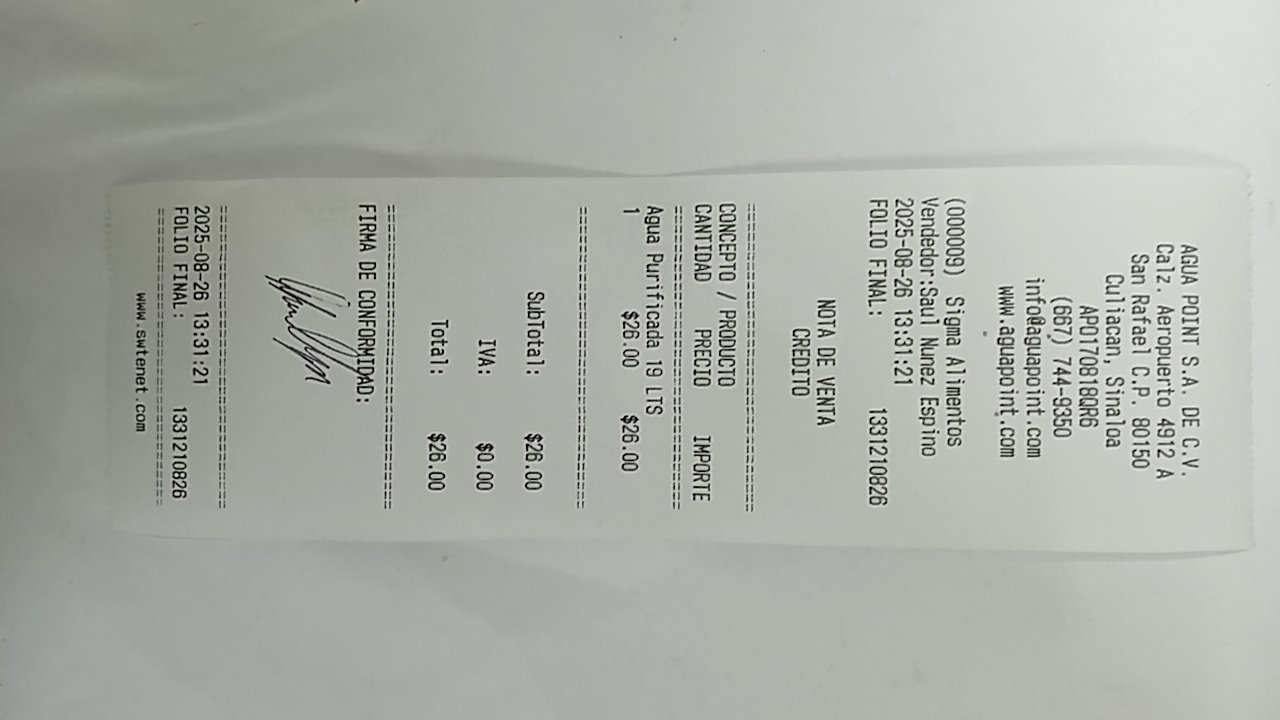 AGUA POINT S.A. DE C.V.
Calz. Aeropuerto 4912 A
San Rafael C.P. 80150
Culiacan, Sinaloa
APO170818QR6
(667) 744-9350
info@aguapoint.com
www.aguapoint.com
(000009) Sigma Alimentos
Vendedor:Saul Nunez Espino
2025-08-26 13:31:21
FOLIO FINAL: 1331210826
NOTA DE VENTA
CREDITO
==============================
CONCEPTO / PRODUCTO
CANTIDAD PRECIO IMPORTE
==============================
Agua Purificada 19 LTS
1 $26.00 $26.00
==============================
SubTotal: $26.00
IVA: $0.00
Total: $26.00
==============================
FIRMA DE CONFORMIDAD:
==============================
2025-08-26 13:31:21
FOLIO FINAL: 1331210826
==============================
www.swtenet.com